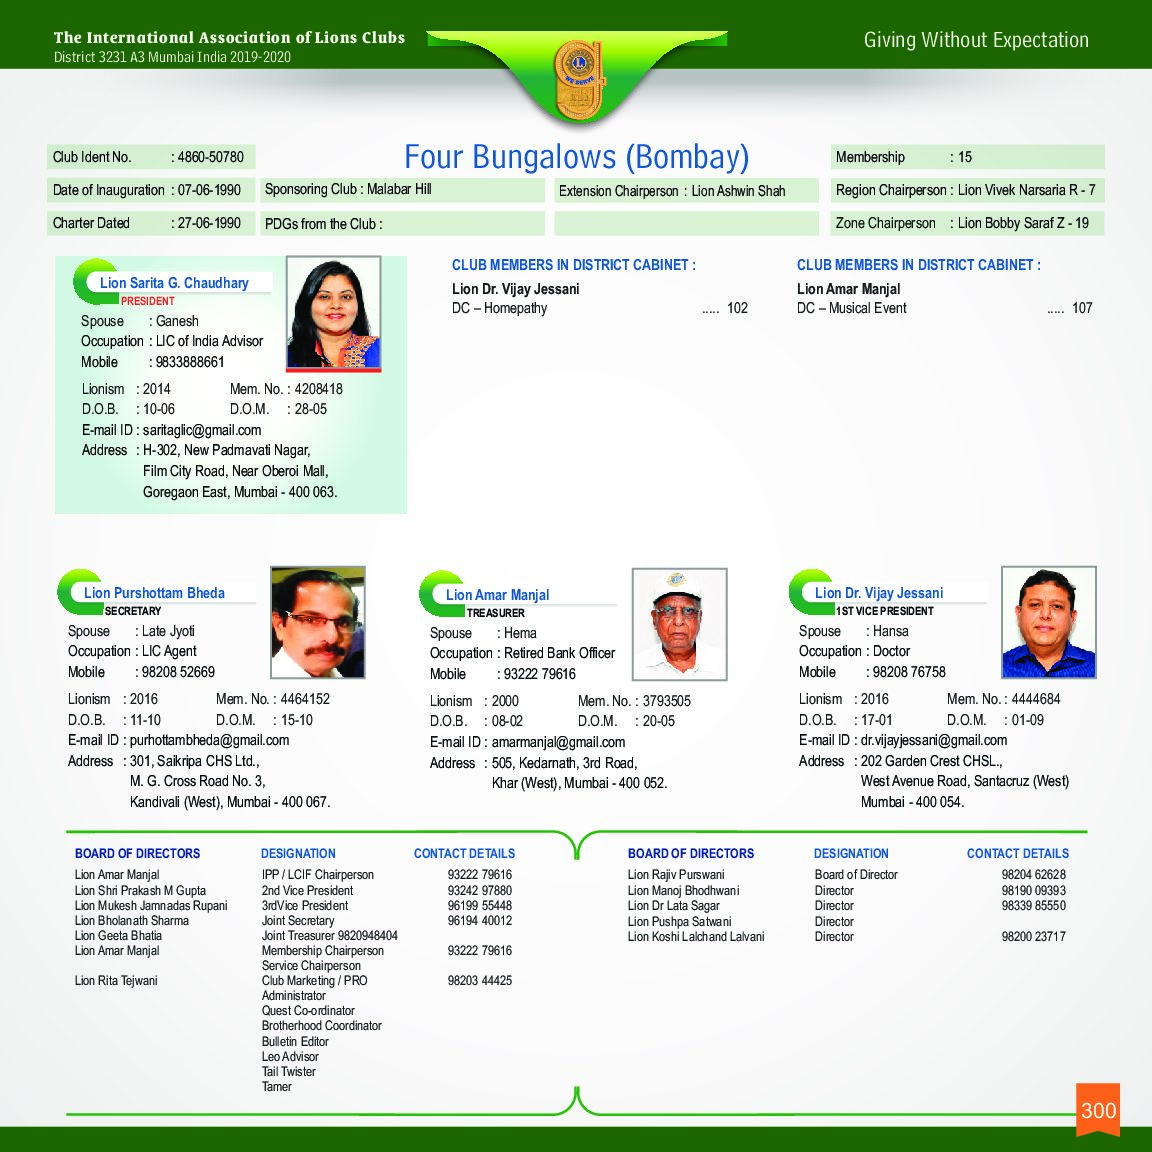 The International Association of Lions Clubs
District 3231 A3 Mumbai India 2019-2020
Giving Without Expectation
WE SERVE
Four Bungalows (Bombay)
Club Ident No. : 4860-50780
Membership : 15
Date of Inauguration : 07-06-1990
Sponsoring Club : Malabar Hill
Extension Chairperson : Lion Ashwin Shah
Region Chairperson : Lion Vivek Narsaria R - 7
Charter Dated : 27-06-1990
PDGs from the Club :
Zone Chairperson : Lion Bobby Saraf Z - 19
Lion Sarita G. Chaudhary
PRESIDENT
Spouse : Ganesh
Occupation : LIC of India Advisor
Mobile : 9833888661
Lionism : 2014 Mem. No. : 4208418
D.O.B. : 10-06 D.O.M. : 28-05
E-mail ID : saritaglic@gmail.com
Address : H-302, New Padmavati Nagar,
Film City Road, Near Oberoi Mall,
Goregaon East, Mumbai - 400 063.
CLUB MEMBERS IN DISTRICT CABINET :
Lion Dr. Vijay Jessani
DC – Homepathy ..... 102
CLUB MEMBERS IN DISTRICT CABINET :
Lion Amar Manjal
DC – Musical Event ..... 107
Lion Purshottam Bheda
SECRETARY
Spouse : Late Jyoti
Occupation : LIC Agent
Mobile : 98208 52669
Lionism : 2016 Mem. No. : 4464152
D.O.B. : 11-10 D.O.M. : 15-10
E-mail ID : purhottambheda@gmail.com
Address : 301, Saikripa CHS Ltd.,
M. G. Cross Road No. 3,
Kandivali (West), Mumbai - 400 067.
Lion Amar Manjal
TREASURER
Spouse : Hema
Occupation : Retired Bank Officer
Mobile : 93222 79616
Lionism : 2000 Mem. No. : 3793505
D.O.B. : 08-02 D.O.M. : 20-05
E-mail ID : amarmanjal@gmail.com
Address : 505, Kedarnath, 3rd Road,
Khar (West), Mumbai - 400 052.
Lion Dr. Vijay Jessani
1ST VICE PRESIDENT
Spouse : Hansa
Occupation : Doctor
Mobile : 98208 76758
Lionism : 2016 Mem. No. : 4444684
D.O.B. : 17-01 D.O.M. : 01-09
E-mail ID : dr.vijayjessani@gmail.com
Address : 202 Garden Crest CHSL.,
West Avenue Road, Santacruz (West)
Mumbai - 400 054.
BOARD OF DIRECTORS DESIGNATION CONTACT DETAILS
Lion Amar Manjal IPP / LCIF Chairperson 93222 79616
Lion Shri Prakash M Gupta 2nd Vice President 93242 97880
Lion Mukesh Jamnadas Rupani 3rdVice President 96199 55448
Lion Bholanath Sharma Joint Secretary 96194 40012
Lion Geeta Bhatia Joint Treasurer 9820948404
Lion Amar Manjal Membership Chairperson 93222 79616
Service Chairperson
Lion Rita Tejwani Club Marketing / PRO 98203 44425
Administrator
Quest Co-ordinator
Brotherhood Coordinator
Bulletin Editor
Leo Advisor
Tail Twister
Tamer
BOARD OF DIRECTORS DESIGNATION CONTACT DETAILS
Lion Rajiv Purswani Board of Director 98204 62628
Lion Manoj Bhodhwani Director 98190 09393
Lion Dr Lata Sagar Director 98339 85550
Lion Pushpa Satwani Director
Lion Koshi Lalchand Lalvani Director 98200 23717
300